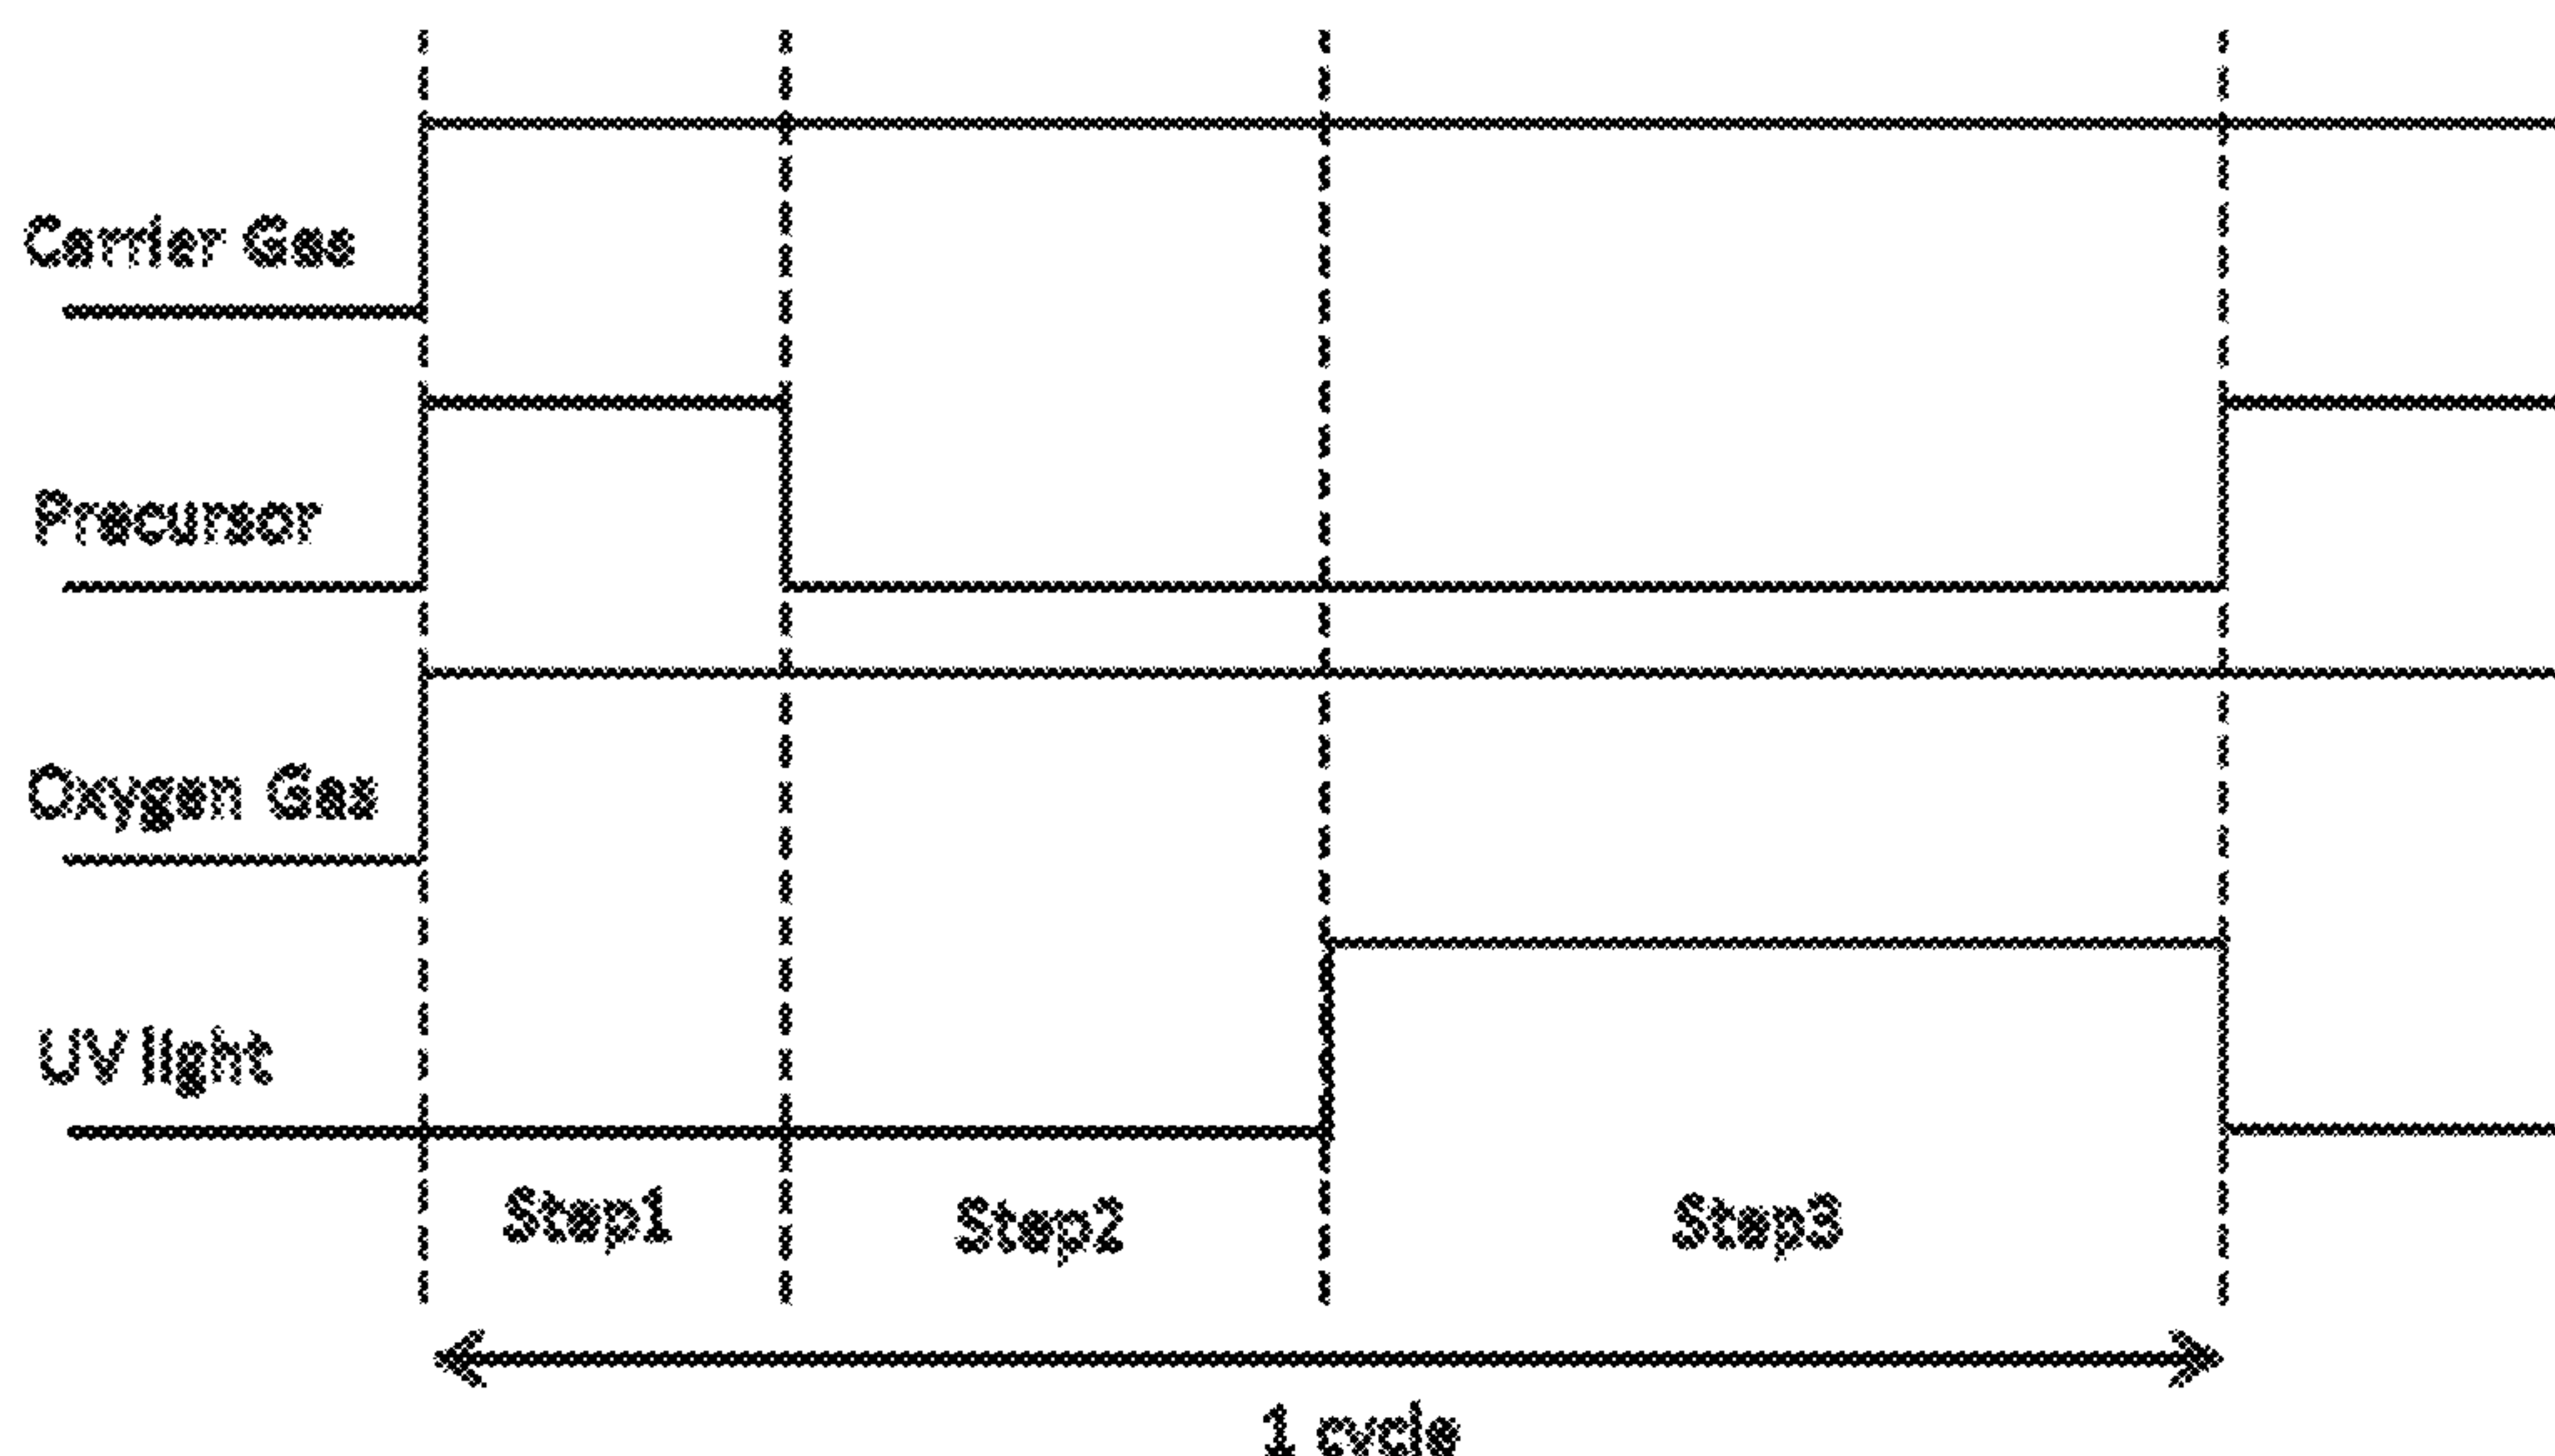 Carrier Gas
Precursor
Oxygen Gas
UV light
Step1 Step2 Step3
1 cycle